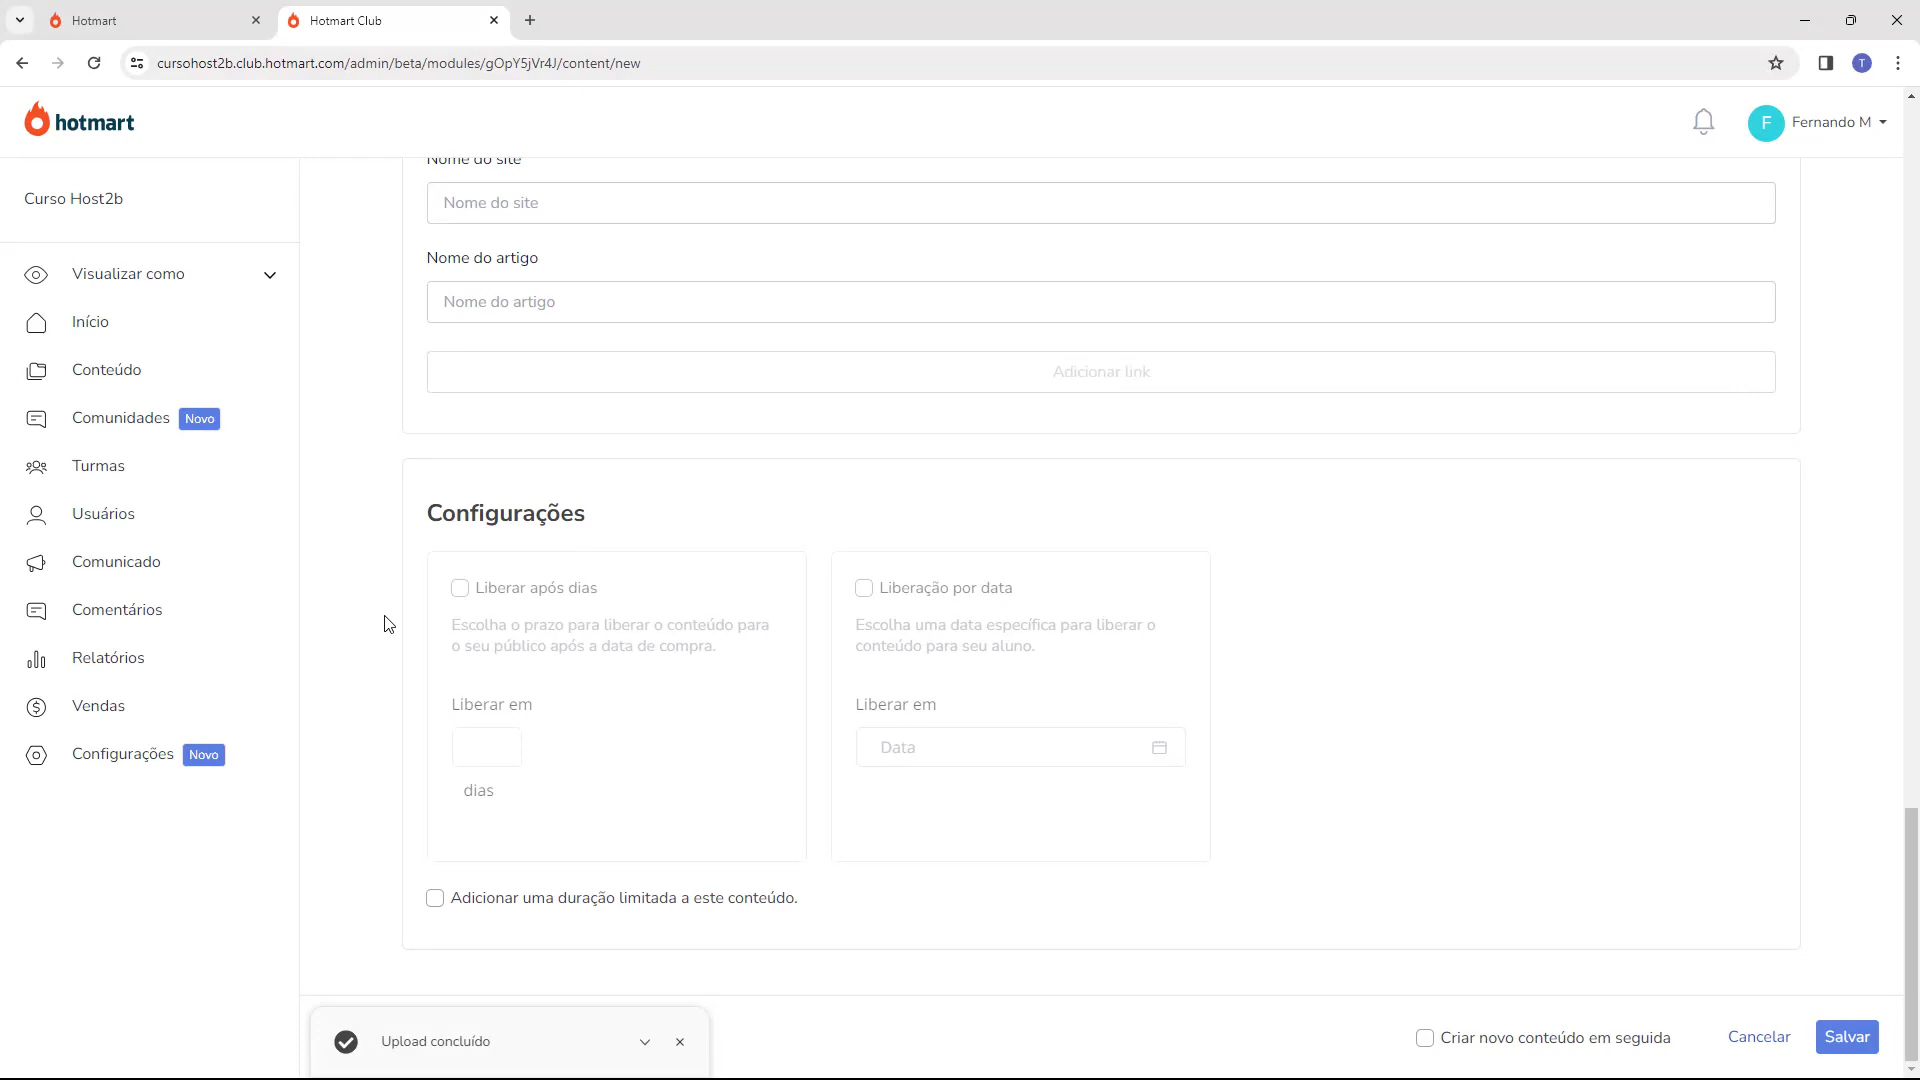 Hotmart
Hotmart Club
cursohost2b.club.hotmart.com/admin/beta/modules/gOpY5jVr4J/content/new
T
hotmart
F
Fernando M
Curso Host2b
Visualizar como
Início
Conteúdo
Comunidades Novo
Turmas
Usuários
Comunicado
Comentários
Relatórios
Vendas
Configurações Novo
Nome do site
Nome do site
Nome do artigo
Nome do artigo
Adicionar link
Configurações
Liberar após dias
Escolha o prazo para liberar o conteúdo para
o seu público após a data de compra.
Liberar em
dias
Liberação por data
Escolha uma data específica para liberar o
conteúdo para seu aluno.
Liberar em
Data
Adicionar uma duração limitada a este conteúdo.
Upload concluído
Criar novo conteúdo em seguida
Cancelar
Salvar